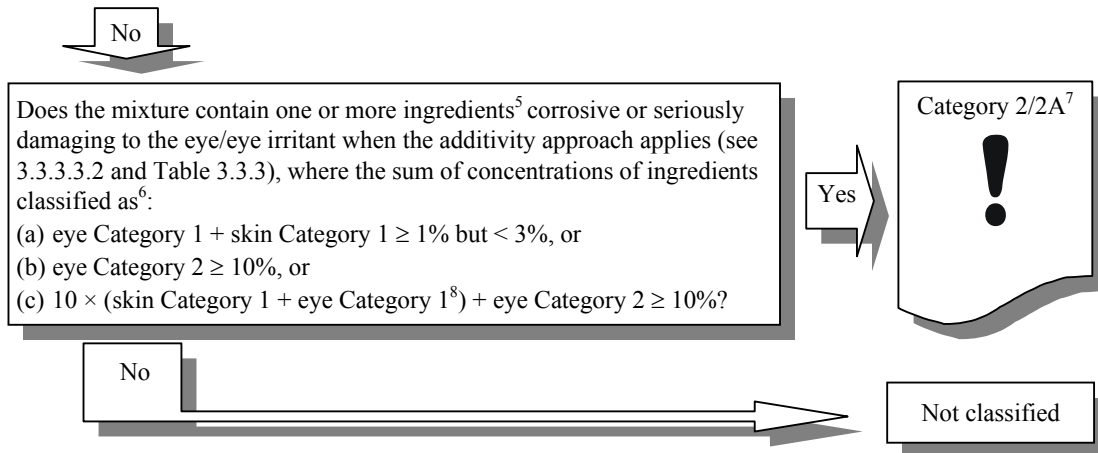 No
Does the mixture contain one or more ingredients⁵ corrosive or seriously
damaging to the eye/eye irritant when the additivity approach applies (see
3.3.3.3.2 and Table 3.3.3), where the sum of concentrations of ingredients
classified as⁶:
(a) eye Category 1 + skin Category 1 ≥ 1% but < 3%, or
(b) eye Category 2 ≥ 10%, or
(c) 10 × (skin Category 1 + eye Category 1⁸) + eye Category 2 ≥ 10%?
Yes
Category 2/2A⁷
No
Not classified